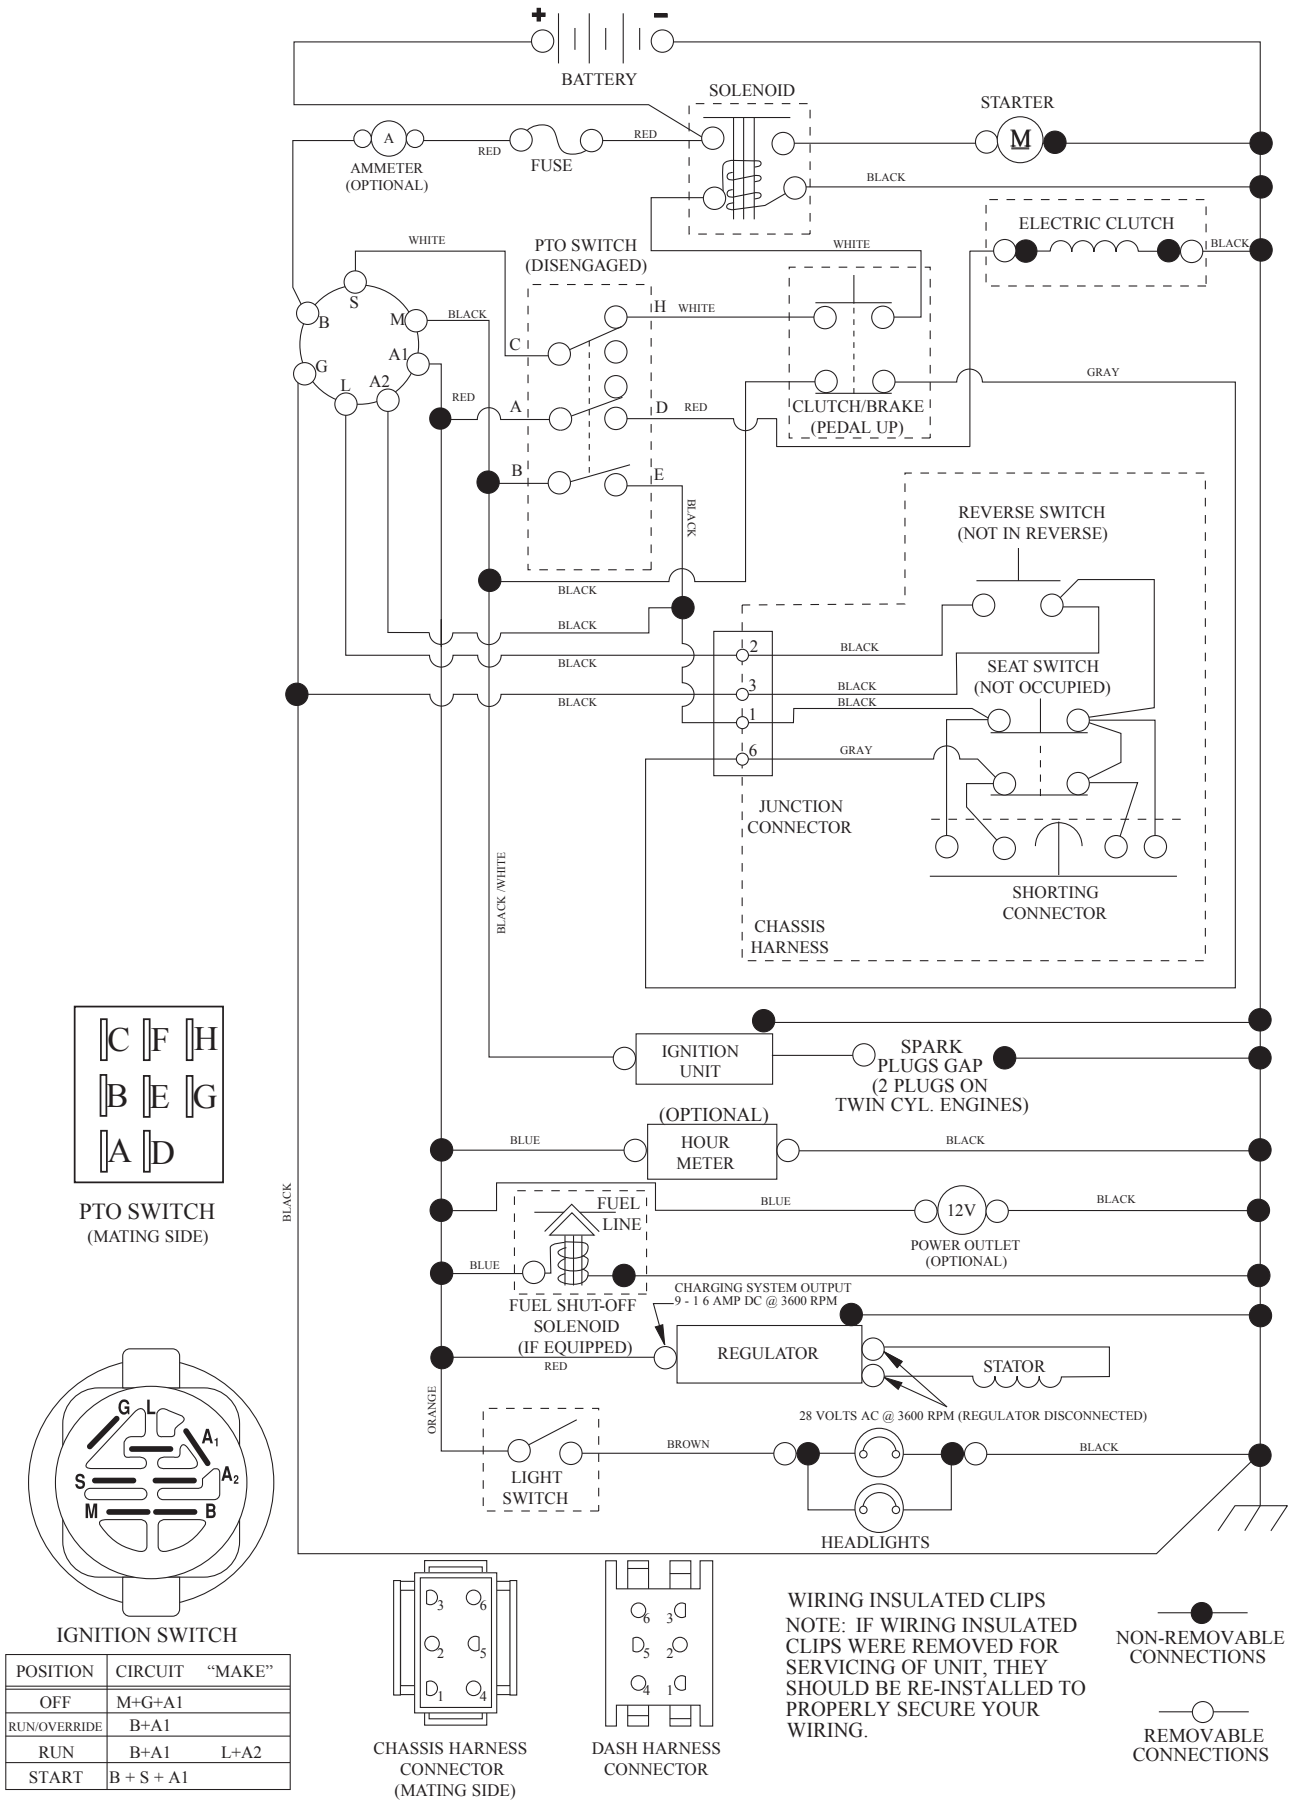 + -
BATTERY
SOLENOID
STARTER
A
RED
FUSE
RED
M
AMMETER
(OPTIONAL)
BLACK
ELECTRIC CLUTCH
WHITE
PTO SWITCH
(DISENGAGED)
WHITE
BLACK
S
B
M
BLACK
H
WHITE
C
A1
G
L
A2
GRAY
RED
A
D
RED
CLUTCH/BRAKE
(PEDAL UP)
B
E
BLACK
REVERSE SWITCH
(NOT IN REVERSE)
BLACK
BLACK
2
BLACK
BLACK
SEAT SWITCH
(NOT OCCUPIED)
3
BLACK
BLACK
BLACK
1
6
GRAY
JUNCTION
CONNECTOR
BLACK /WHITE
SHORTING
CONNECTOR
CHASSIS
HARNESS
C F H
B E G
A D
PTO SWITCH
(MATING SIDE)
IGNITION
UNIT
SPARK
PLUGS GAP
(2 PLUGS ON
TWIN CYL. ENGINES)
(OPTIONAL)
HOUR
METER
BLUE
BLACK
BLACK
FUEL
LINE
BLUE
12V
BLACK
POWER OUTLET
(OPTIONAL)
BLUE
FUEL SHUT-OFF
SOLENOID
(IF EQUIPPED)
CHARGING SYSTEM OUTPUT
9 - 1 6 AMP DC @ 3600 RPM
RED
REGULATOR
STATOR
28 VOLTS AC @ 3600 RPM (REGULATOR DISCONNECTED)
ORANGE
BROWN
BLACK
LIGHT
SWITCH
HEADLIGHTS
G L
A1
S
A2
M
B
IGNITION SWITCH
POSITION CIRCUIT “MAKE”
OFF M+G+A1
RUN/OVERRIDE B+A1
RUN B+A1 L+A2
START B + S + A1
3 6
2 5
1 4
CHASSIS HARNESS
CONNECTOR
(MATING SIDE)
6 3
5 2
4 1
DASH HARNESS
CONNECTOR
WIRING INSULATED CLIPS
NOTE: IF WIRING INSULATED
CLIPS WERE REMOVED FOR
SERVICING OF UNIT, THEY
SHOULD BE RE-INSTALLED TO
PROPERLY SECURE YOUR
WIRING.
NON-REMOVABLE
CONNECTIONS
REMOVABLE
CONNECTIONS